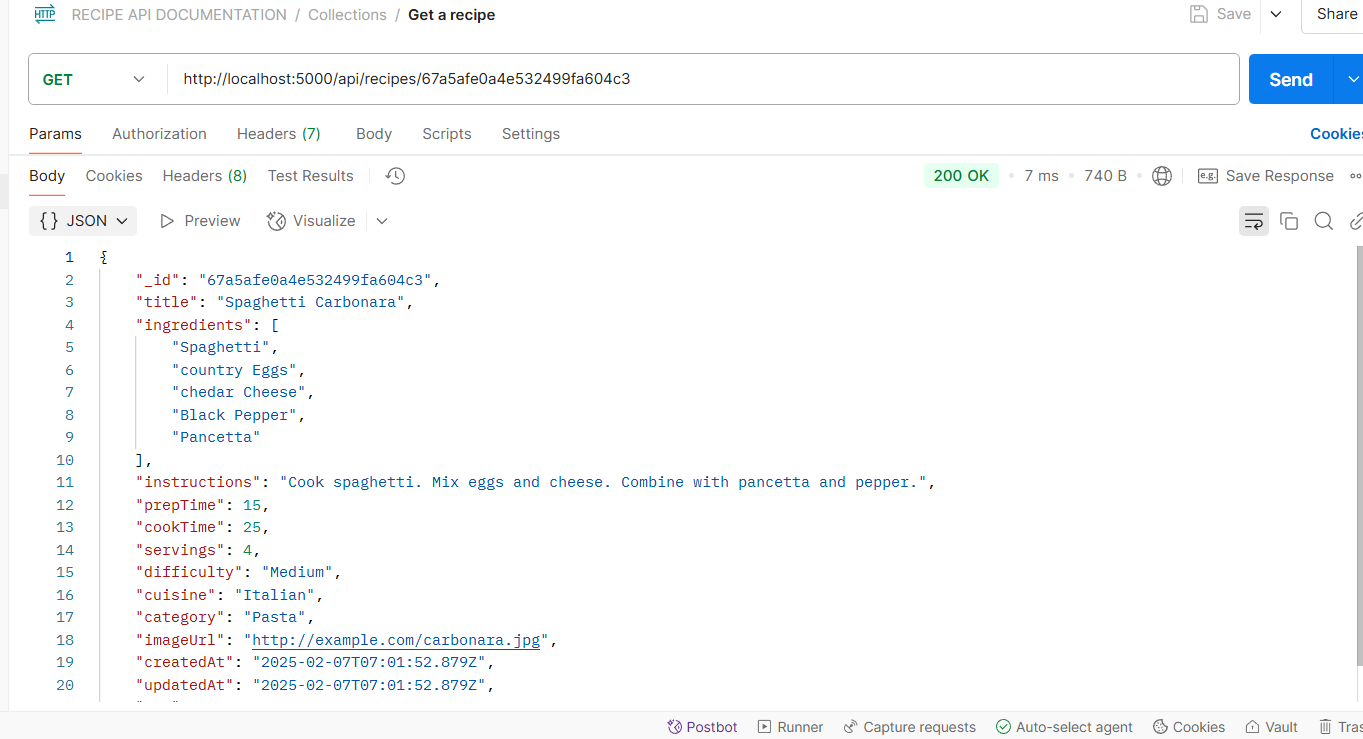 HTTP RECIPE API DOCUMENTATION / Collections / Get a recipe Save Share
GET http://localhost:5000/api/recipes/67a5afe0a4e532499fa604c3 Send
Params Authorization Headers (7) Body Scripts Settings Cookies
Body Cookies Headers (8) Test Results 200 OK • 7 ms • 740 B • e.g. Save Response
{} JSON Preview Visualize
1 {
2 "_id": "67a5afe0a4e532499fa604c3",
3 "title": "Spaghetti Carbonara",
4 "ingredients": [
5 "Spaghetti",
6 "country Eggs",
7 "chedar Cheese",
8 "Black Pepper",
9 "Pancetta"
10 ],
11 "instructions": "Cook spaghetti. Mix eggs and cheese. Combine with pancetta and pepper.",
12 "prepTime": 15,
13 "cookTime": 25,
14 "servings": 4,
15 "difficulty": "Medium",
16 "cuisine": "Italian",
17 "category": "Pasta",
18 "imageUrl": "http://example.com/carbonara.jpg",
19 "createdAt": "2025-02-07T07:01:52.879Z",
20 "updatedAt": "2025-02-07T07:01:52.879Z",
Postbot Runner Capture requests Auto-select agent Cookies Vault Tras